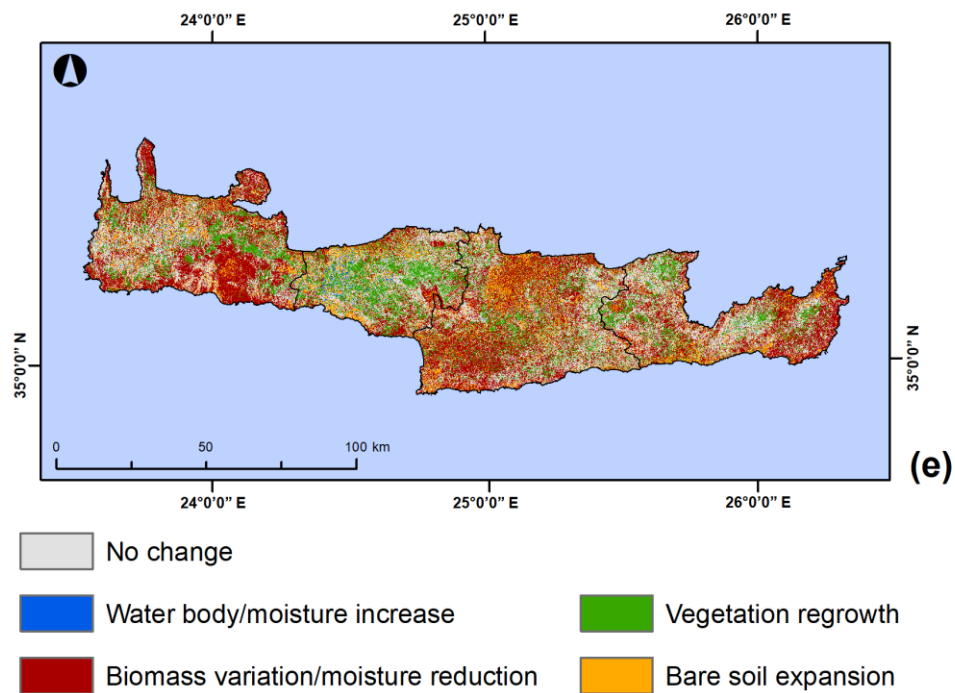 24°0'0" E 25°0'0" E 26°0'0" E
35°0'0" N 35°0'0" N
0 50 100 km
(e)
24°0'0" E 25°0'0" E 26°0'0" E
No change
Water body/moisture increase Vegetation regrowth
Biomass variation/moisture reduction Bare soil expansion